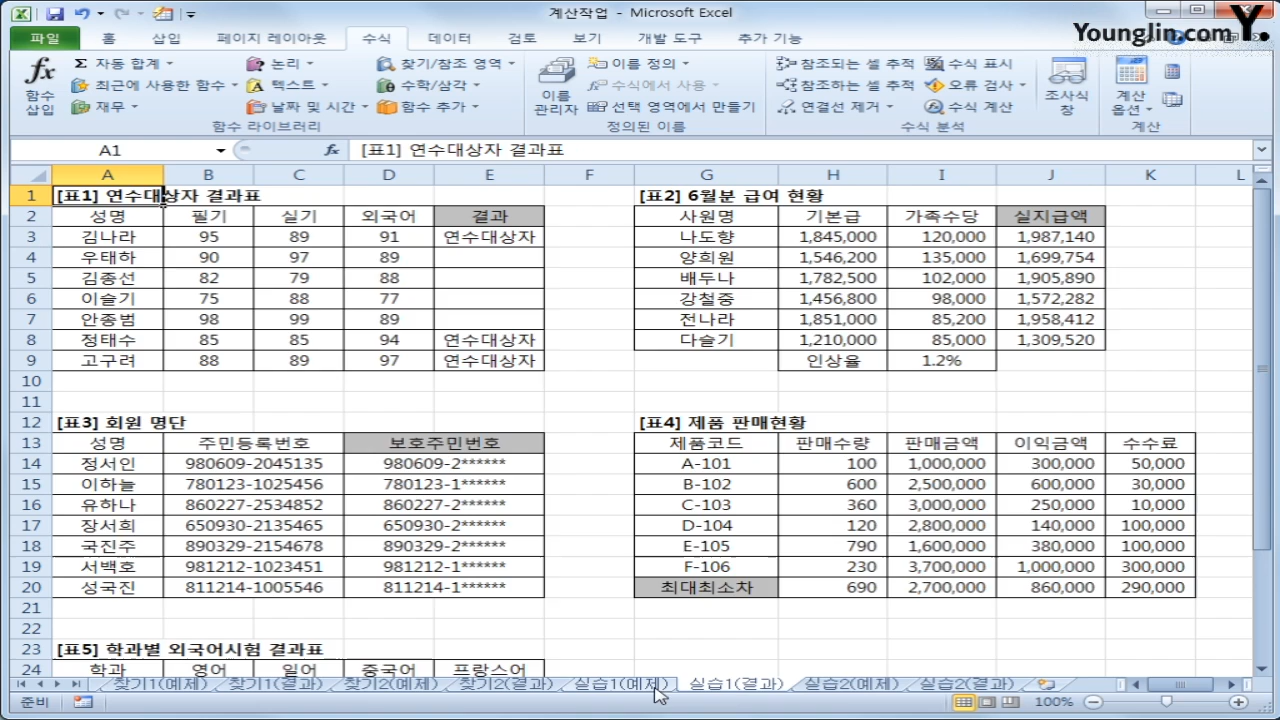 계산작업 - Microsoft Excel
Younglin.com Y.
파일 홈 삽입 페이지 레이아웃 수식 데이터 검토 보기 개발 도구 추가 기능
fx 함수 삽입
Σ 자동 합계
최근에 사용한 함수
재무
논리
텍스트
날짜 및 시간
찾기/참조 영역
수학/삼각
함수 추가
함수 라이브러리
이름 관리자
이름 정의
수식에서 사용
선택 영역에서 만들기
정의된 이름
참조되는 셀 추적
참조하는 셀 추적
연결선 제거
수식 표시
오류 검사
수식 계산
조사식 창
수식 분석
계산 옵션
계산
A1 fx [표1] 연수대상자 결과표
A B C D E F G H I J K L
1 [표1] 연수대상자 결과표 [표2] 6월분 급여 현황
2 성명 필기 실기 외국어 결과 사원명 기본급 가족수당 실지급액
3 김나라 95 89 91 연수대상자 나도향 1,845,000 120,000 1,987,140
4 우태하 90 97 89 양희원 1,546,200 135,000 1,699,754
5 김종선 82 79 88 배두나 1,782,500 102,000 1,905,890
6 이슬기 75 88 77 강철중 1,456,800 98,000 1,572,282
7 안종범 98 99 89 전나라 1,851,000 85,200 1,958,412
8 정태수 85 85 94 연수대상자 다슬기 1,210,000 85,000 1,309,520
9 고구려 88 89 97 연수대상자 인상율 1.2%
10
11
12 [표3] 회원 명단 [표4] 제품 판매현황
13 성명 주민등록번호 보호주민번호 제품코드 판매수량 판매금액 이익금액 수수료
14 정서인 980609-2045135 980609-2****** A-101 100 1,000,000 300,000 50,000
15 이하늘 780123-1025456 780123-1****** B-102 600 2,500,000 600,000 30,000
16 유하나 860227-2534852 860227-2****** C-103 360 3,000,000 250,000 10,000
17 장서희 650930-2135465 650930-2****** D-104 120 2,800,000 140,000 100,000
18 국진주 890329-2154678 890329-2****** E-105 790 1,600,000 380,000 100,000
19 서백호 981212-1023451 981212-1****** F-106 230 3,700,000 1,000,000 300,000
20 성국진 811214-1005546 811214-1****** 최대최소차 690 2,700,000 860,000 290,000
21
22
23 [표5] 학과별 외국어시험 결과표
24 학과 영어 일어 중국어 프랑스어
찾기1(예제) 찾기1(결과) 찾기2(예제) 찾기2(결과) 실습1(예제) 실습1(결과) 실습2(예제) 실습2(결과)
준비 100%